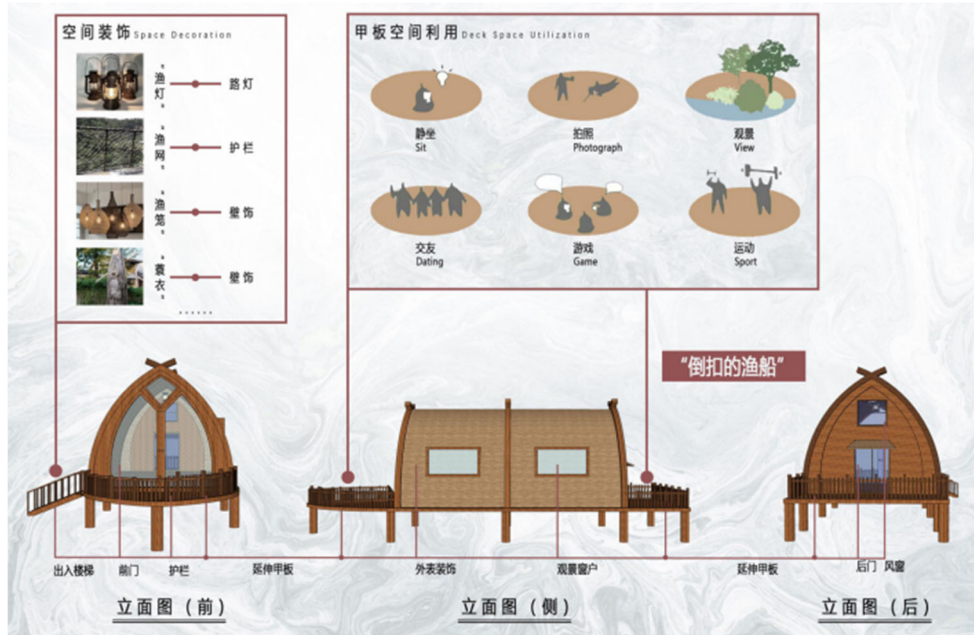 空间装饰 Space Decoration
“渔灯” 路灯
“渔网” 护栏
“渔笼” 壁饰
“蓑衣” 壁饰
......
甲板空间利用 Deck Space Utilization
静坐
Sit
拍照
Photograph
观景
View
交友
Dating
游戏
Game
运动
Sport
“倒扣的渔船”
出入楼梯 前门 护栏 延伸甲板 外表装饰 观景窗户 延伸甲板 后门 风窗
立面图（前） 立面图（侧） 立面图（后）